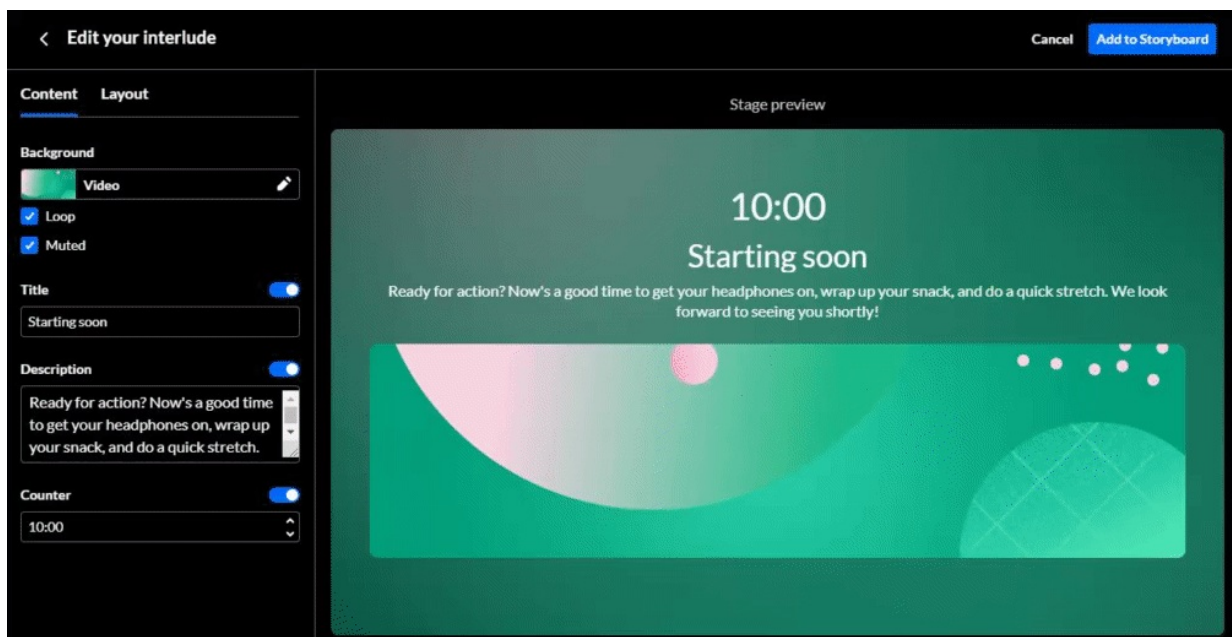 Edit your interlude
Cancel
Add to Storyboard
Content
Layout
Background
Video
Loop
Muted
Title
Starting soon
Description
Ready for action? Now's a good time
to get your headphones on, wrap up
your snack, and do a quick stretch.
Counter
10:00
Stage preview
10:00
Starting soon
Ready for action? Now's a good time to get your headphones on, wrap up your snack, and do a quick stretch. We look
forward to seeing you shortly!